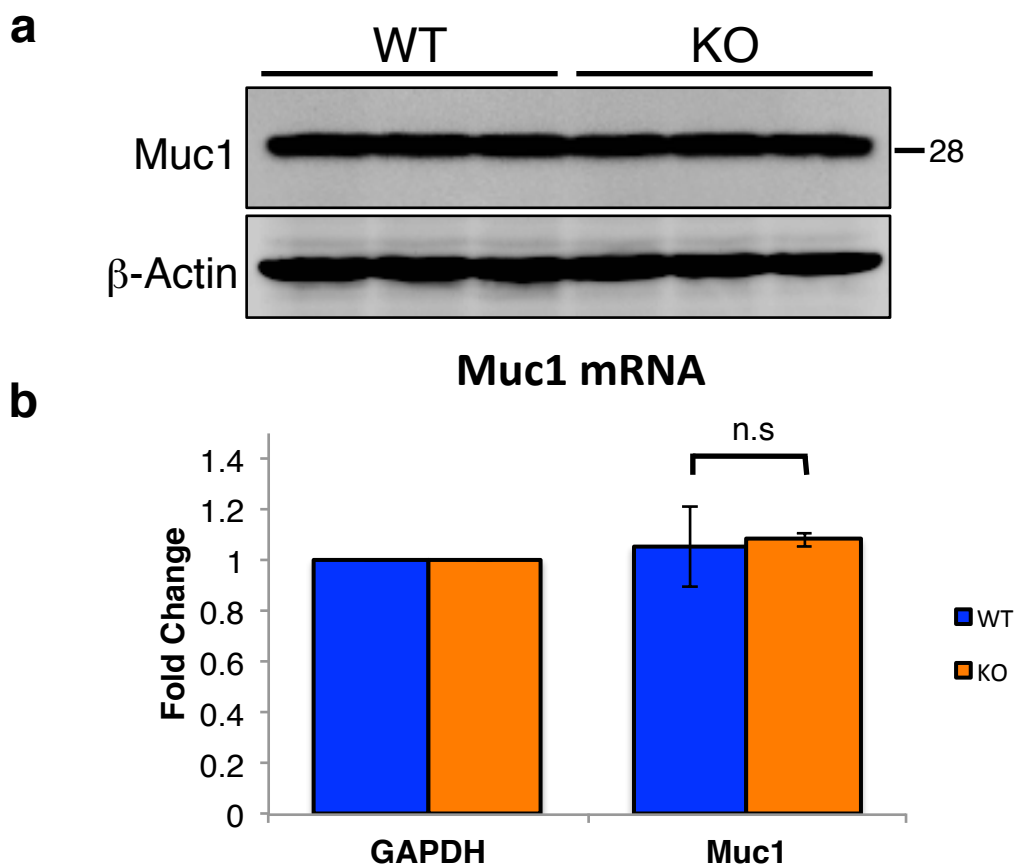 a
WT KO
Muc1
28
β-Actin
Muc1 mRNA
b
n.s
1.4
1.2
1
0.8
0.6
0.4
0.2
0
Fold Change
WT
KO
GAPDH Muc1